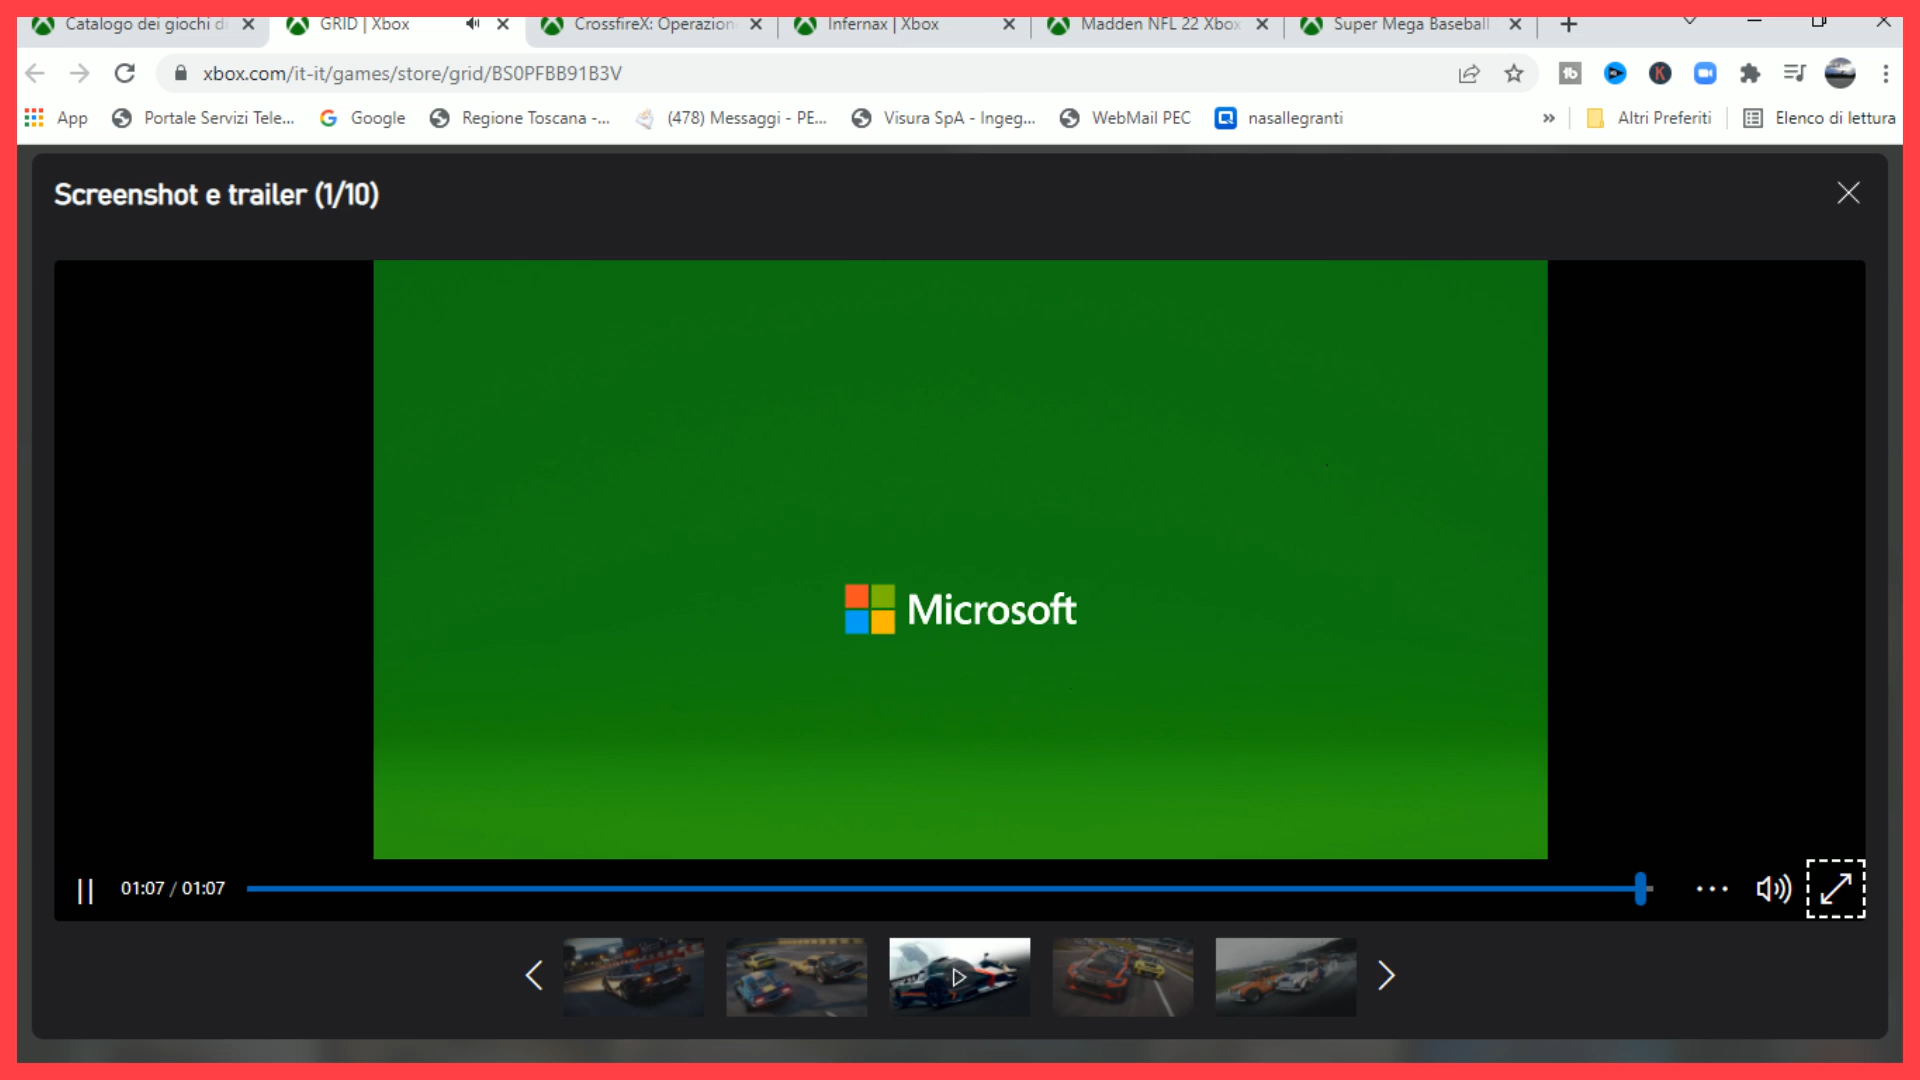 Catalogo dei giochi d
GRID | Xbox
CrossfireX: Operazion
Infernax | Xbox
Madden NFL 22 Xbox
Super Mega Baseball
xbox.com/it-it/games/store/grid/BS0PFBB91B3V
tb
K
App
Portale Servizi Tele...
Google
Regione Toscana -...
(478) Messaggi - PE...
Visura SpA - Ingeg...
WebMail PEC
nasallegranti
»
Altri Preferiti
Elenco di lettura
Screenshot e trailer (1/10)
Microsoft
01:07 / 01:07